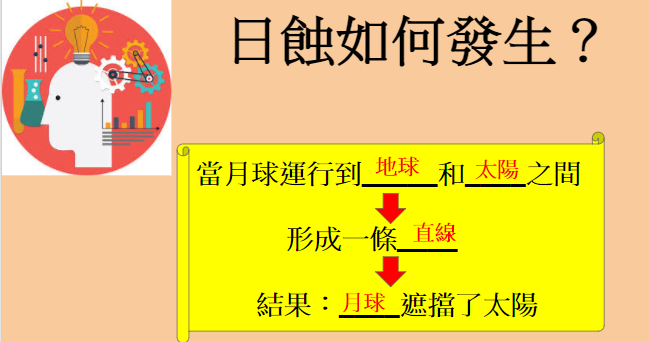 日蝕如何發生？
當月球運行到地球和太陽之間
形成一條直線
結果：月球遮擋了太陽